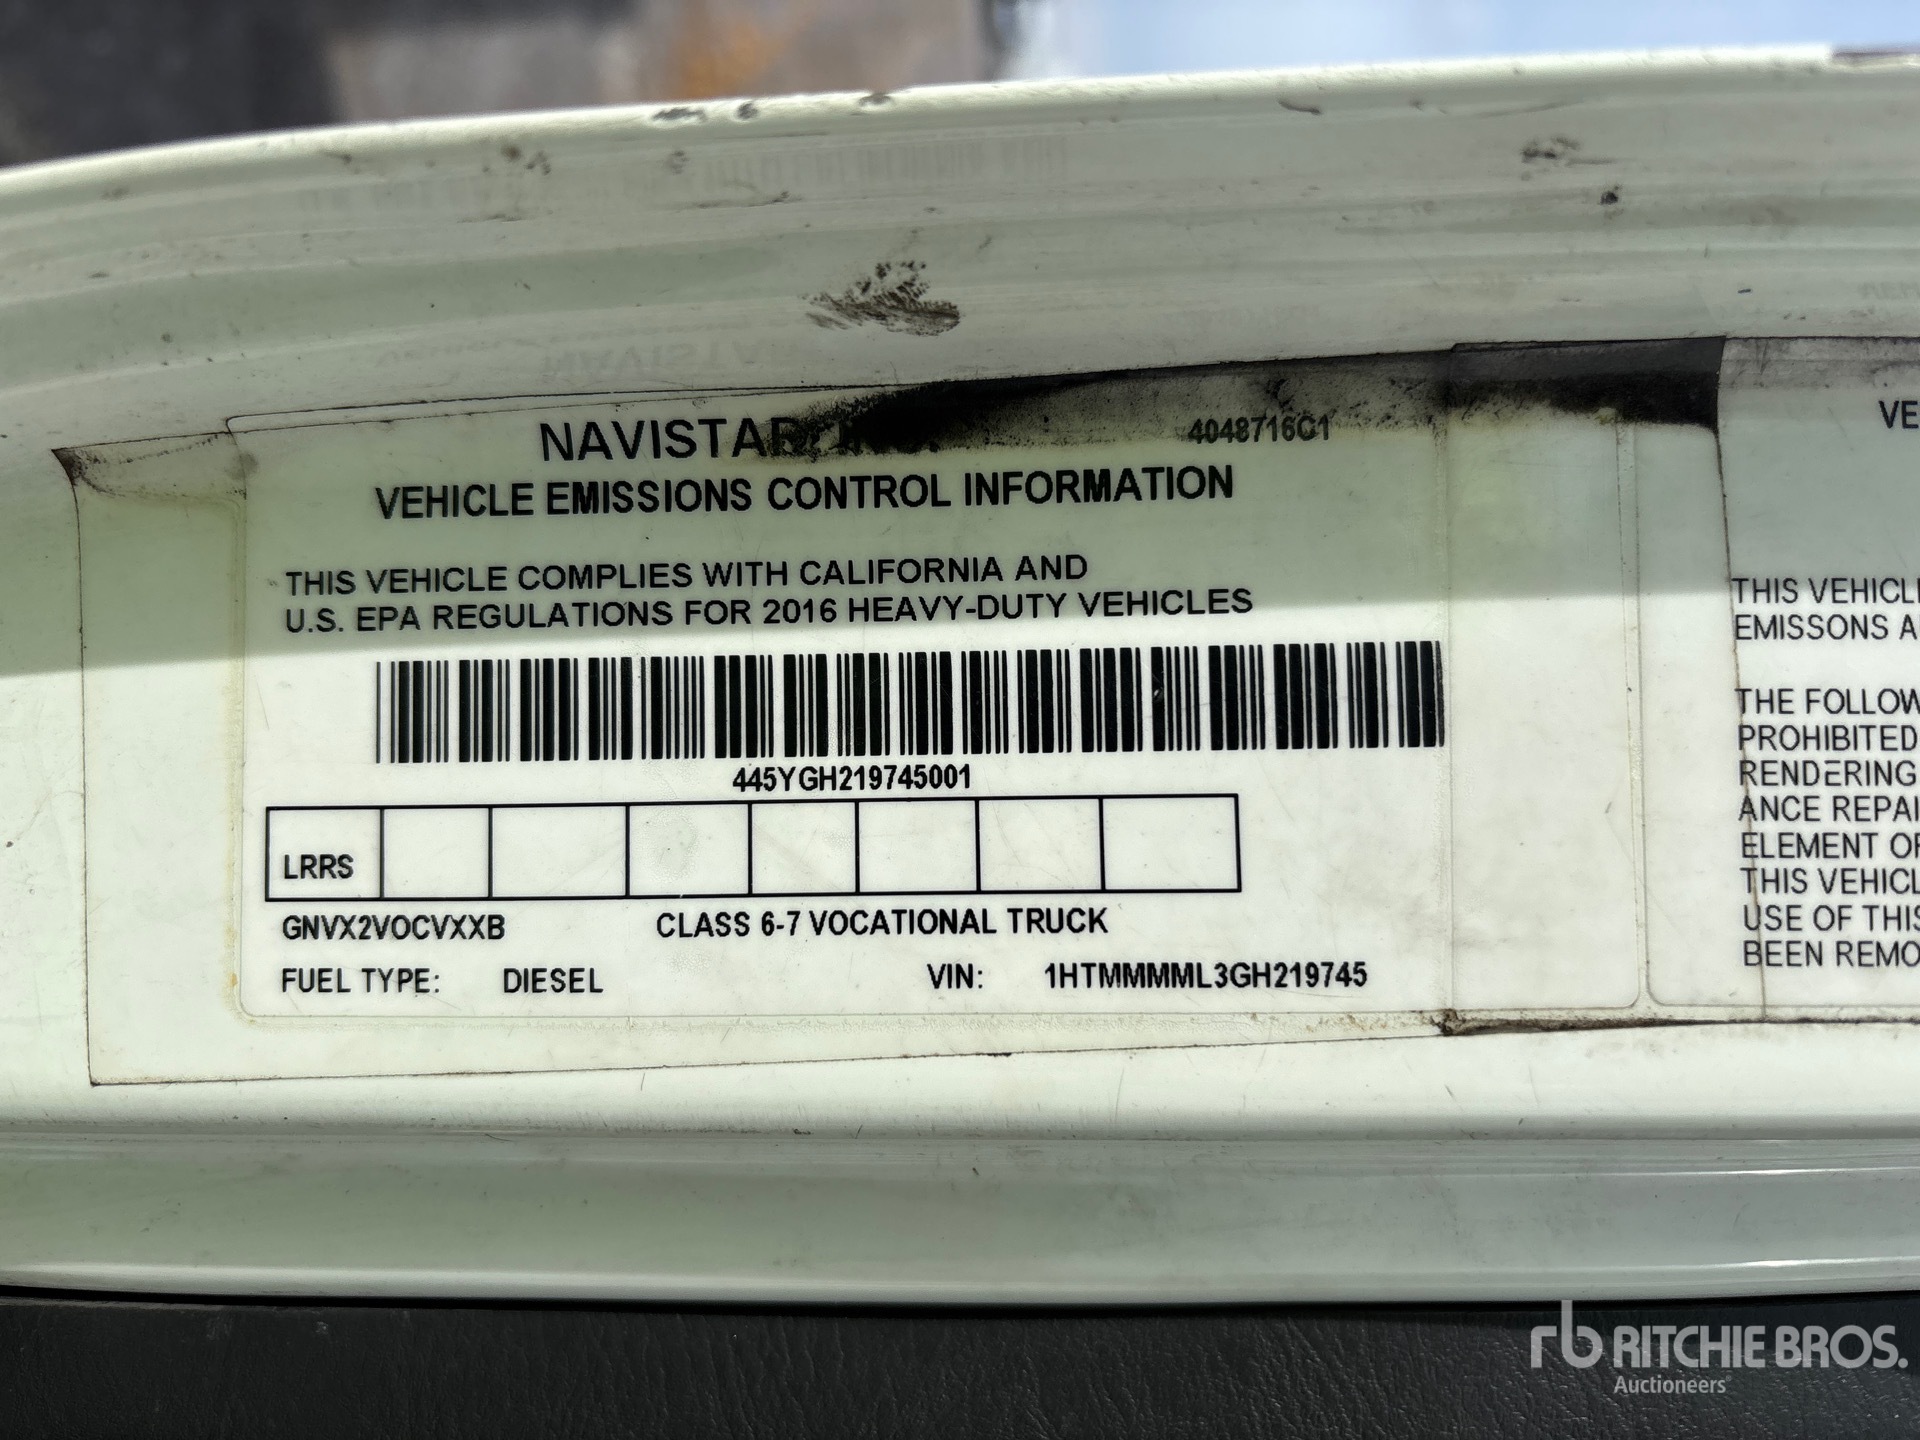 NAVISTAR, INC.
4048716C1
VEHICLE EMISSIONS CONTROL INFORMATION
THIS VEHICLE COMPLIES WITH CALIFORNIA AND
U.S. EPA REGULATIONS FOR 2016 HEAVY-DUTY VEHICLES
445YGH219745001
LRRS
GNVX2VOCVXXB CLASS 6-7 VOCATIONAL TRUCK
FUEL TYPE: DIESEL VIN: 1HTMMMML3GH219745
VE
THIS VEHICL
EMISSONS A
THE FOLLOW
PROHIBITED
RENDERING
ANCE REPAI
ELEMENT OF
THIS VEHICL
USE OF THIS
BEEN REMO
rb RITCHIE BROS.
Auctioneers